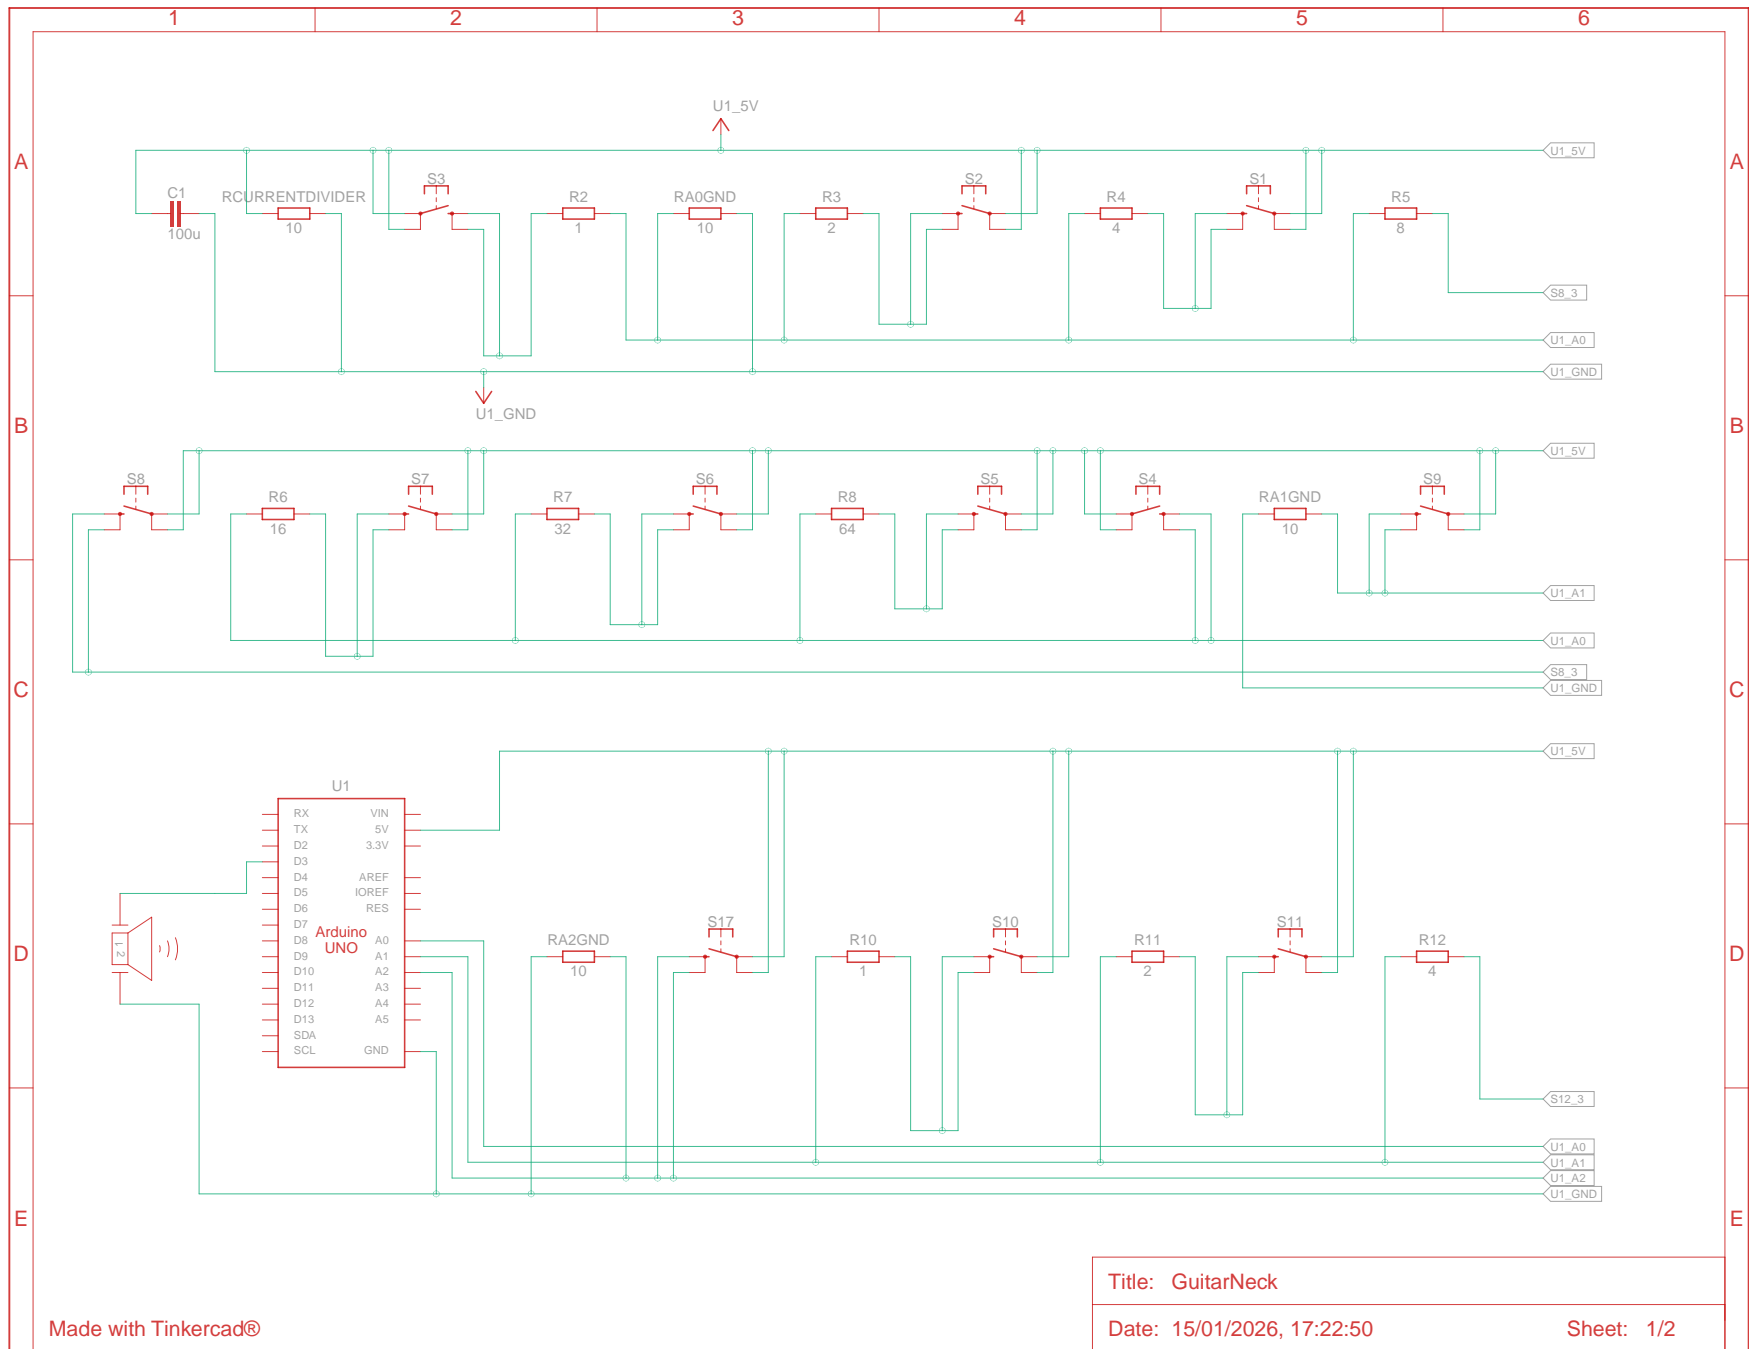 1 2 3 4 5 6
U1_5V
A A
U1_5V
C1 RCURRENTDIVIDER S3 R2 RA0GND R3 S2 R4 S1 R5
100u 10 1 10 2 4 8
S8_3
U1_A0
U1_GND
U1_GND
B B
U1_5V
S8 R6 S7 R7 S6 R8 S5 S4 RA1GND S9
16 32 64 10
U1_A1
U1_A0
S8_3
C C
U1_GND
U1_5V
U1
RX VIN
TX 5V
D2 3.3V
D3
D4 AREF
D5 IOREF
D6 RES
D7
Arduino
UNO
D8 A0
D9 A1
D10 A2
D11 A3
D12 A4
D13 A5
SDA
SCL GND
1 2
RA2GND S17 R10 S10 R11 S11 R12
10 1 2 4
D D
S12_3
U1_A0
U1_A1
U1_A2
U1_GND
E E
Title: GuitarNeck
Made with Tinkercad®
Date: 15/01/2026, 17:22:50 Sheet: 1/2